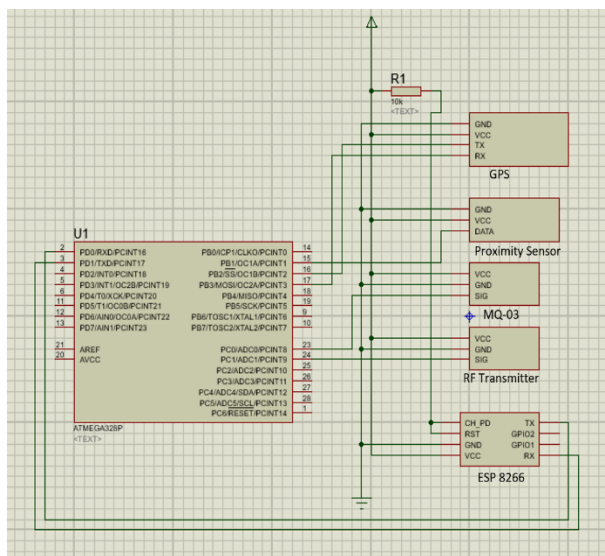 R1
10k
<TEXT>
GND
VCC
TX
RX
GPS
GND
VCC
DATA
Proximity Sensor
VCC
GND
SIG
MQ-03
VCC
GND
SIG
RF Transmitter
CH_PD
RST
GND
VCC
TX
GPIO2
GPIO1
RX
ESP 8266
U1
2 PD0/RXD/PCINT16
3 PD1/TXD/PCINT17
4 PD2/INT0/PCINT18
5 PD3/INT1/OC2B/PCINT19
6 PD4/T0/XCK/PCINT20
11 PD5/T1/OC0B/PCINT21
12 PD6/AIN0/OC0A/PCINT22
13 PD7/AIN1/PCINT23
21 AREF
20 AVCC
PB0/ICP1/CLKO/PCINT0 14
PB1/OC1A/PCINT1 15
PB2/SS/OC1B/PCINT2 16
PB3/MOSI/OC2A/PCINT3 17
PB4/MISO/PCINT4 18
PB5/SCK/PCINT5 19
PB6/TOSC1/XTAL1/PCINT6 9
PB7/TOSC2/XTAL2/PCINT7 10
PC0/ADC0/PCINT8 23
PC1/ADC1/PCINT9 24
PC2/ADC2/PCINT10 25
PC3/ADC3/PCINT11 26
PC4/ADC4/SDA/PCINT12 27
PC5/ADC5/SCL/PCINT13 28
PC6/RESET/PCINT14 1
ATMEGA328P
<TEXT>